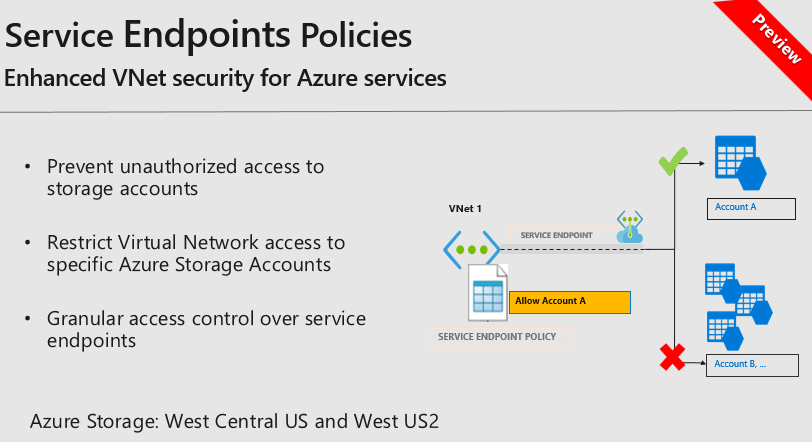 Service Endpoints Policies
Preview
Enhanced VNet security for Azure services
• Prevent unauthorized access to
storage accounts
• Restrict Virtual Network access to
specific Azure Storage Accounts
• Granular access control over service
endpoints
VNet 1
SERVICE ENDPOINT
Allow Account A
SERVICE ENDPOINT POLICY
Account A
Account B, ...
Azure Storage: West Central US and West US2